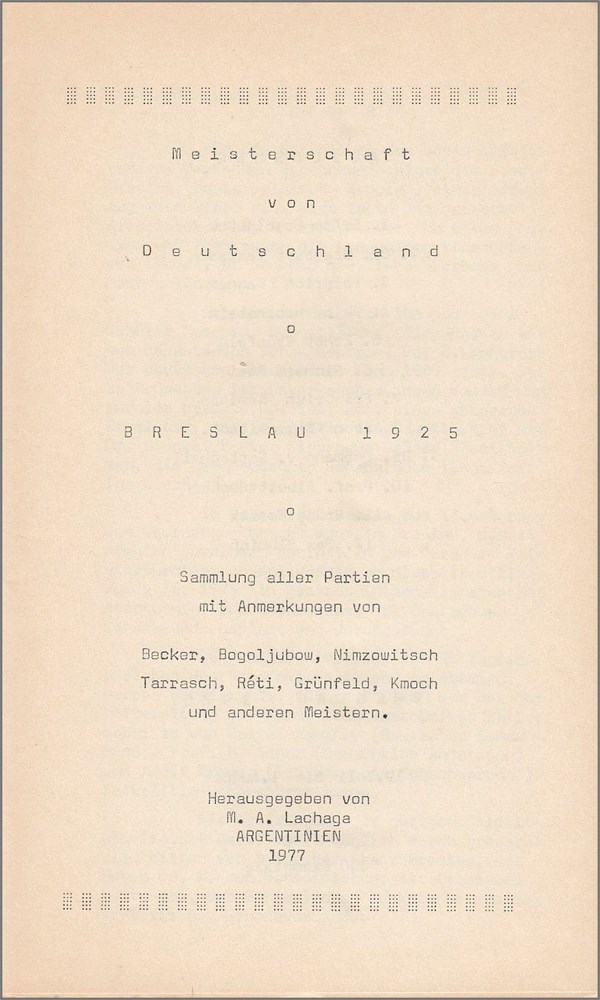 Meisterschaft
von
Deutschland
o
BRESLAU 1925
o
Sammlung aller Partien
mit Anmerkungen von
Becker, Bogoljubow, Nimzowitsch
Tarrasch, Réti, Grünfeld, Kmoch
und anderen Meistern.
Herausgegeben von
M. A. Lachaga
ARGENTINIEN
1977